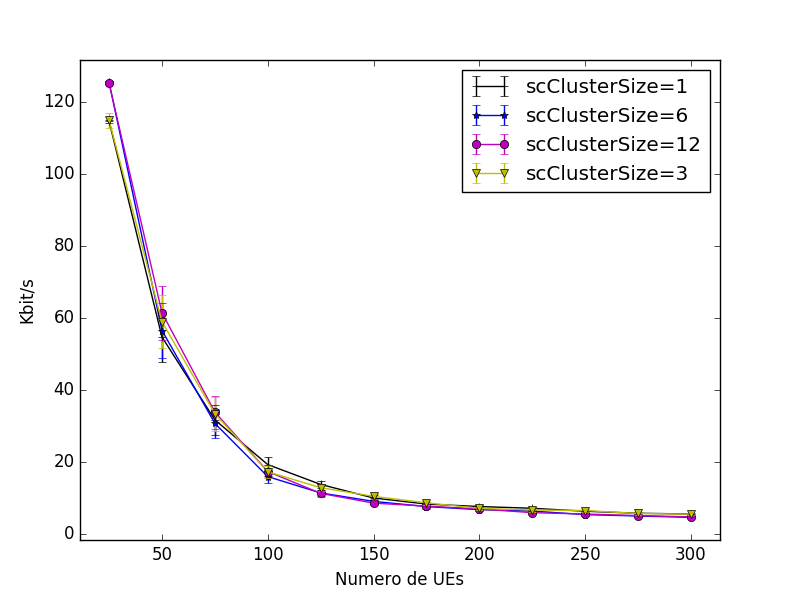 scClusterSize=1
scClusterSize=6
scClusterSize=12
scClusterSize=3
Kbit/s
120
100
80
60
40
20
0
50 100 150 200 250 300
Numero de UEs